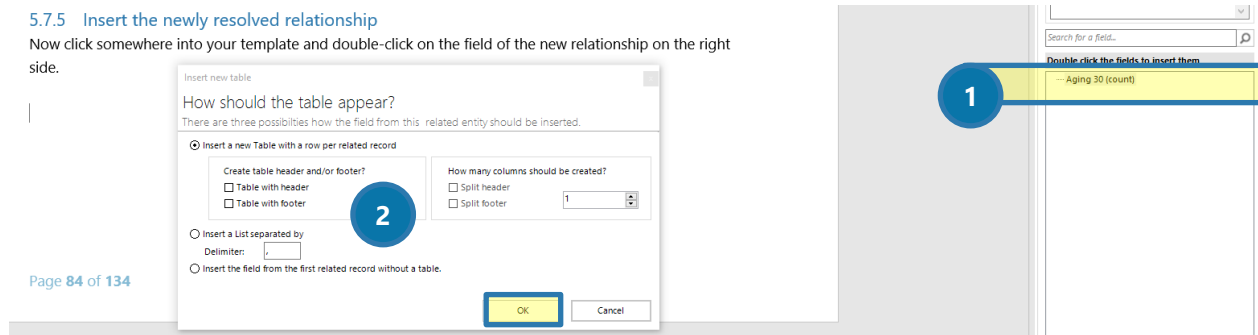 5.7.5 Insert the newly resolved relationship
Now click somewhere into your template and double-click on the field of the new relationship on the right
side.
Insert new table
How should the table appear?
There are three possibilties how the field from this related entity should be inserted.
Insert a new Table with a row per related record
Create table header and/or footer?
Table with header
Table with footer
How many columns should be created?
Split header
Split footer
1
2
Insert a List separated by
Delimiter: ,
Insert the field from the first related record without a table.
OK
Cancel
Page 84 of 134
Search for a field...
Double click the fields to insert them
Aging 30 (count)
1